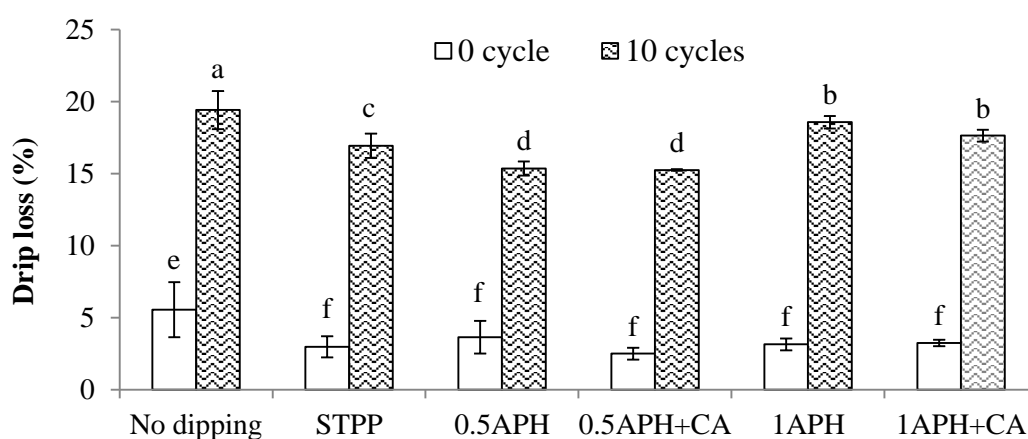 25
20
15
10
5
0
Drip loss (%)
0 cycle 10 cycles
a
b
b
c
d
d
e
f
f
f
f
f
No dipping STPP 0.5APH 0.5APH+CA 1APH 1APH+CA